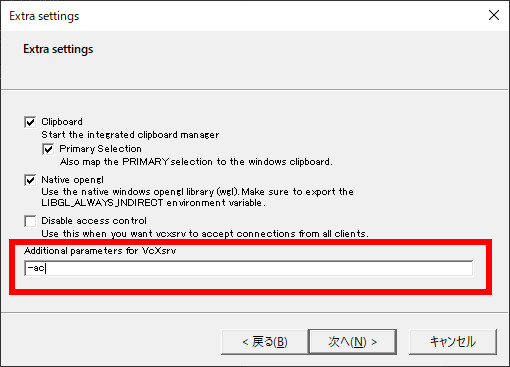 Extra settings
Extra settings
Clipboard
Start the integrated clipboard manager
Primary Selection
Also map the PRIMARY selection to the windows clipboard.
Native opengl
Use the native windows opengl library (wgl). Make sure to export the
LIBGL_ALWAYS_INDIRECT environment variable.
Disable access control
Use this when you want vcxsrv to accept connections from all clients.
Additional parameters for VcXsrv
-ac
< 戻る(B)
次へ(N) >
キャンセル